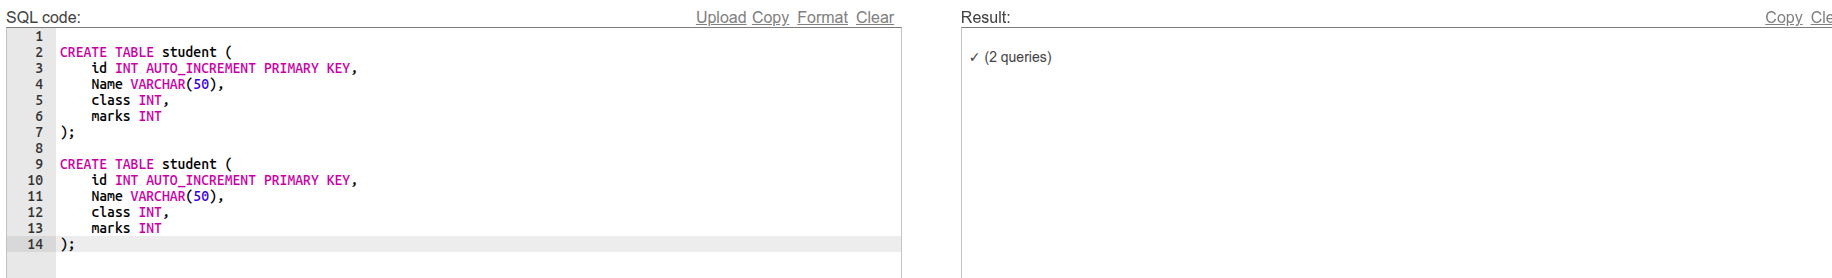 SQL code: Upload Copy Format Clear
1
2 CREATE TABLE student (
3     id INT AUTO_INCREMENT PRIMARY KEY,
4     Name VARCHAR(50),
5     class INT,
6     marks INT
7 );
8
9 CREATE TABLE student (
10     id INT AUTO_INCREMENT PRIMARY KEY,
11     Name VARCHAR(50),
12     class INT,
13     marks INT
14 );
Result: Copy Cle
✓ (2 queries)